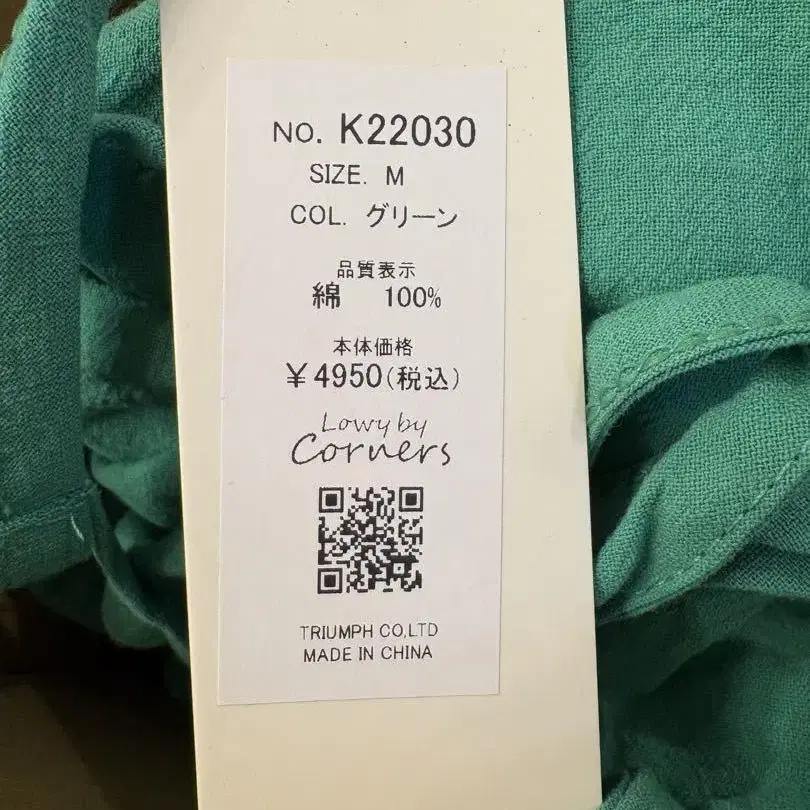 NO. K22030
SIZE. M
COL. グリーン
品質表示
綿 100%
本体価格
￥4950(税込)
Lowy by
Corners
TRIUMPH CO,LTD
MADE IN CHINA